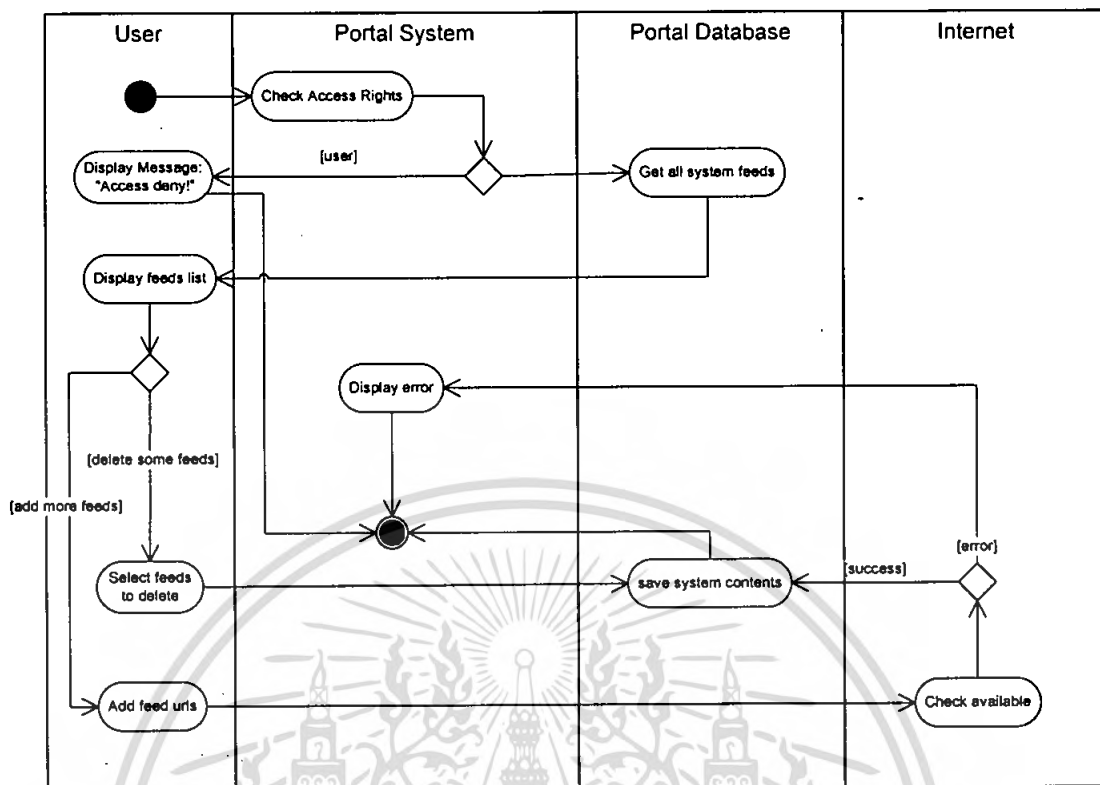 User
Portal System
Portal Database
Internet
Check Access Rights
[user]
Display Message:
"Access deny!"
Get all system feeds
Display feeds list
Display error
[delete some feeds]
[add more feeds]
[error]
[success]
Select feeds
to delete
save system contents
Add feed urls
Check available